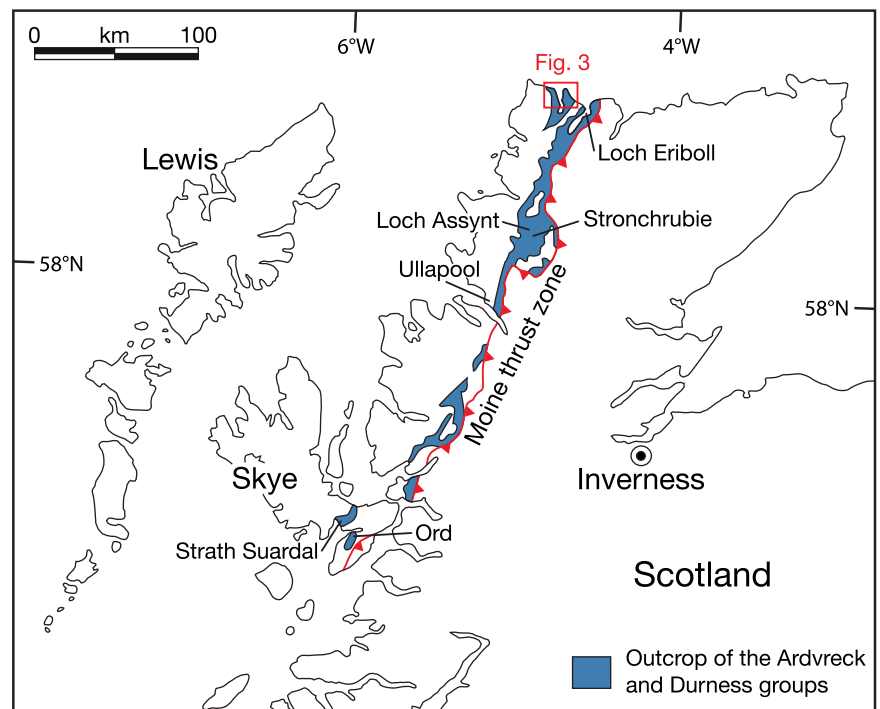 0 km 100
6°W
4°W
Fig. 3
Lewis
Loch Eriboll
Loch Assynt
Stronchrubie
58°N
Ullapool
58°N
Moine thrust zone
Skye
Inverness
Ord
Strath Suardal
Scotland
Outcrop of the Ardvreck
and Durness groups